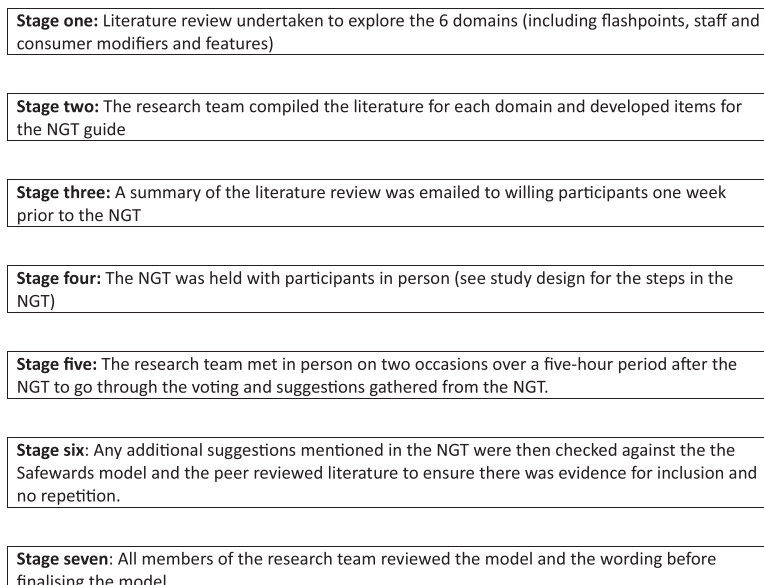 Stage one: Literature review undertaken to explore the 6 domains (including flashpoints, staff and
consumer modifiers and features)
Stage two: The research team compiled the literature for each domain and developed items for
the NGT guide
Stage three: A summary of the literature review was emailed to willing participants one week
prior to the NGT
Stage four: The NGT was held with participants in person (see study design for the steps in the
NGT)
Stage five: The research team met in person on two occasions over a five-hour period after the
NGT to go through the voting and suggestions gathered from the NGT.
Stage six: Any additional suggestions mentioned in the NGT were then checked against the the
Safewards model and the peer reviewed literature to ensure there was evidence for inclusion and
no repetition.
Stage seven: All members of the research team reviewed the model and the wording before
finalising the model